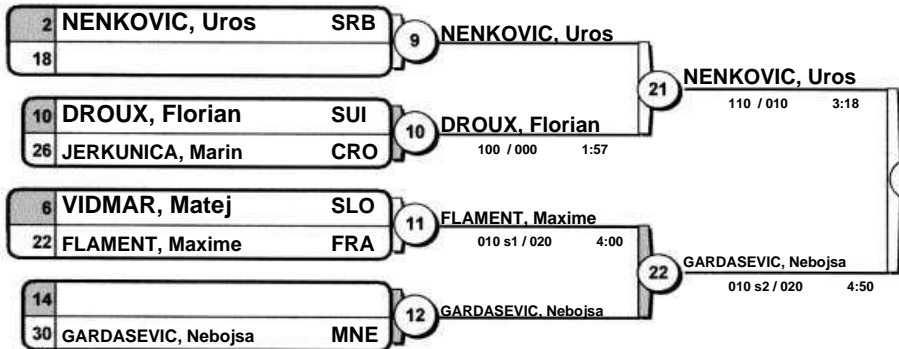 2 NENKOVIC, Uros SRB
18
9
NENKOVIC, Uros
10 DROUX, Florian SUI
26 JERKUNICA, Marin CRO
10
DROUX, Florian
100 / 000 1:57
21
NENKOVIC, Uros
110 / 010 3:18
6 VIDMAR, Matej SLO
22 FLAMENT, Maxime FRA
11
FLAMENT, Maxime
010 s1 / 020 4:00
14
30 GARDASEVIC, Nebojsa MNE
12
GARDASEVIC, Nebojsa
22
GARDASEVIC, Nebojsa
010 s2 / 020 4:50